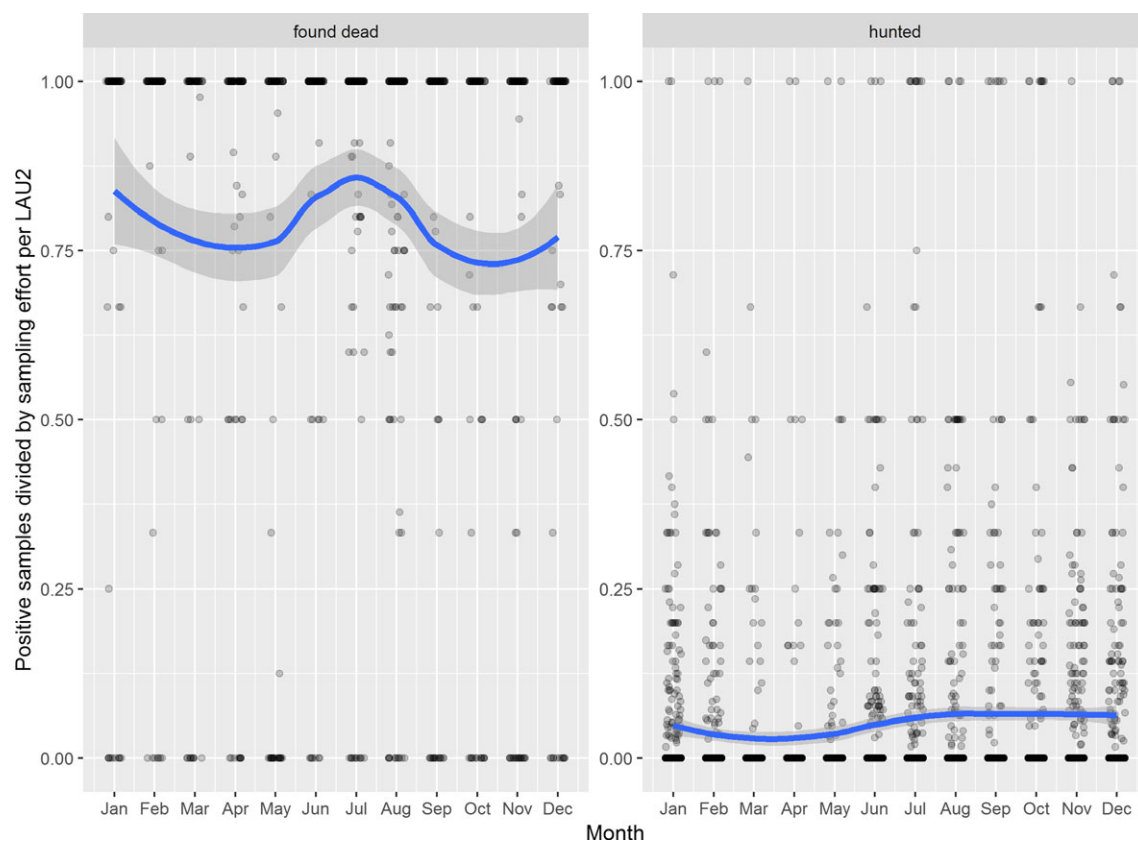 found dead
hunted
Positive samples divided by sampling effort per LAU2
1.00
0.75
0.50
0.25
0.00
1.00
0.75
0.50
0.25
0.00
Jan Feb Mar Apr May Jun Jul Aug Sep Oct Nov Dec
Jan Feb Mar Apr May Jun Jul Aug Sep Oct Nov Dec
Month